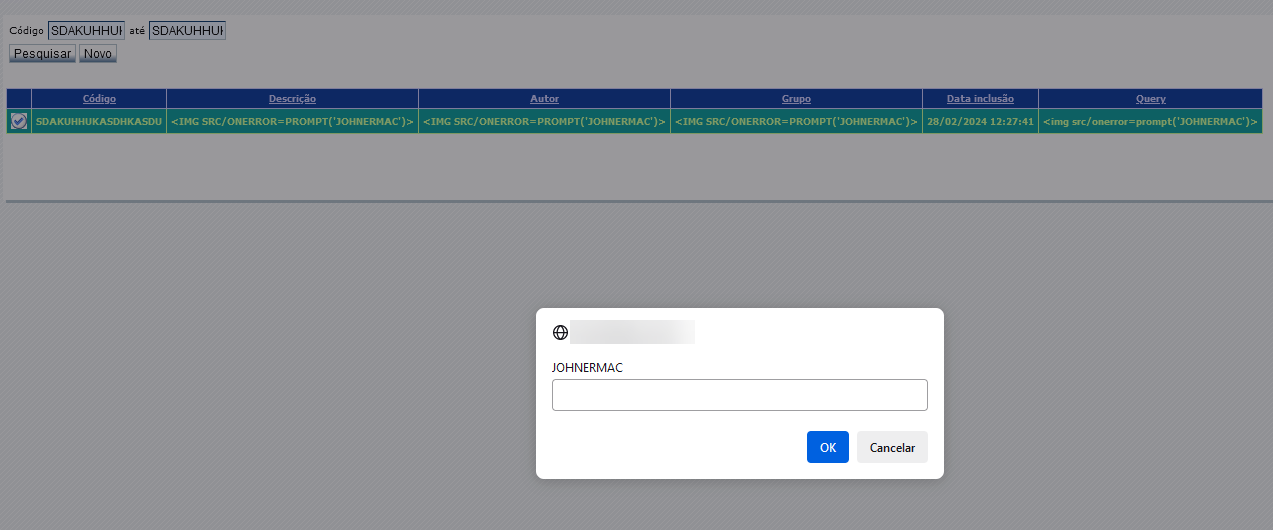 Código SDAKUHHUK até SDAKUHHUK
Pesquisar Novo
Código Descrição Autor Grupo Data inclusão Query
SDAKUHHUKASDHKASDU <IMG SRC/ONERROR=PROMPT('JOHNERMAC')> <IMG SRC/ONERROR=PROMPT('JOHNERMAC')> <IMG SRC/ONERROR=PROMPT('JOHNERMAC')> 28/02/2024 12:27:41 <img src/onerror=prompt('JOHNERMAC')>
JOHNERMAC
OK Cancelar